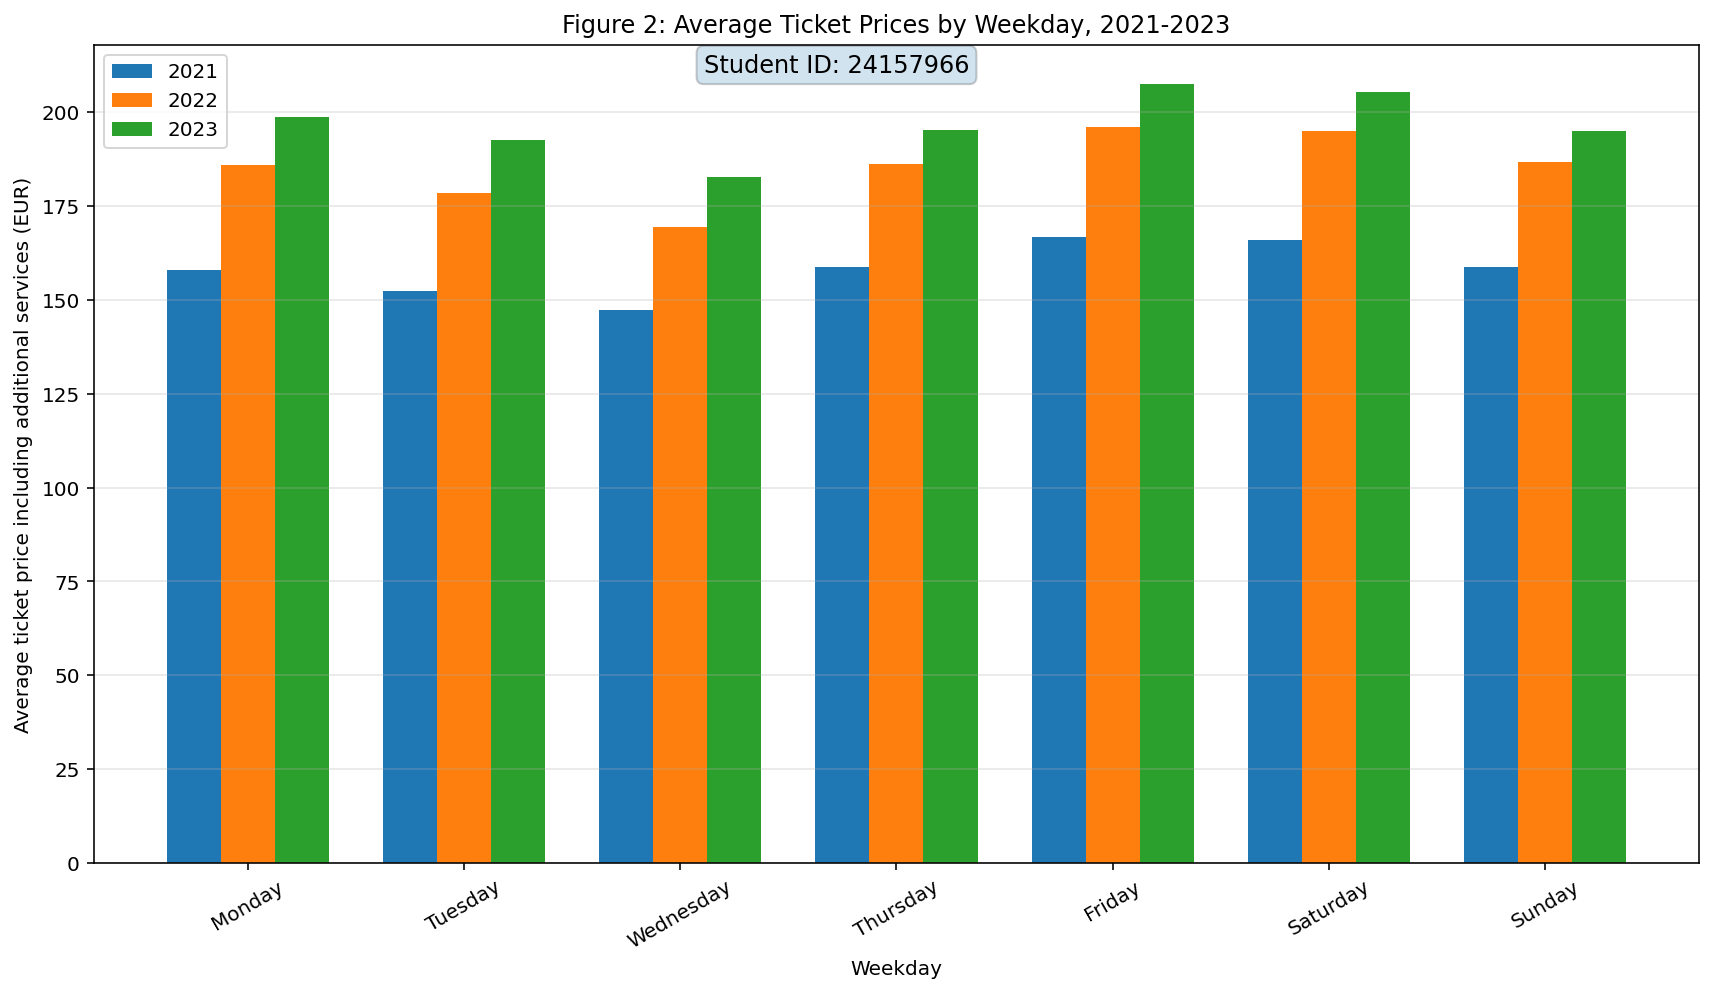 Figure 2: Average Ticket Prices by Weekday, 2021-2023
Student ID: 24157966
2021
2022
2023
Average ticket price including additional services (EUR)
200
175
150
125
100
75
50
25
0
Monday
Tuesday
Wednesday
Thursday
Friday
Saturday
Sunday
Weekday